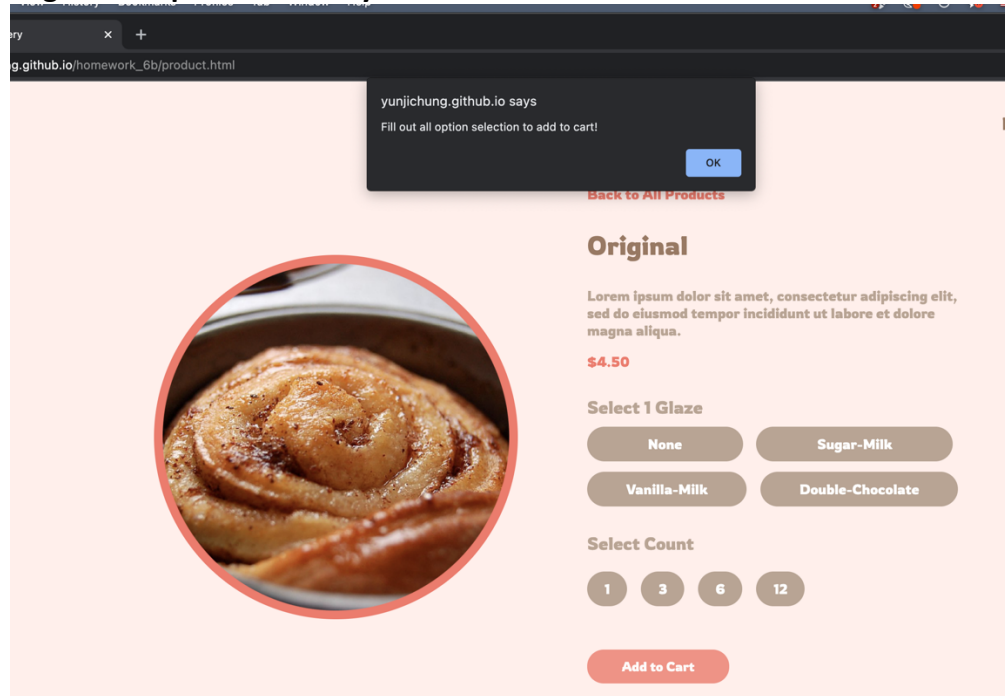 ery × +
g.github.io/homework_6b/product.html
yunjichung.github.io says
Fill out all option selection to add to cart!
OK
Back to All Products
Original
Lorem ipsum dolor sit amet, consectetur adipiscing elit,
sed do eiusmod tempor incididunt ut labore et dolore
magna aliqua.
$4.50
Select 1 Glaze
None Sugar-Milk
Vanilla-Milk Double-Chocolate
Select Count
1 3 6 12
Add to Cart